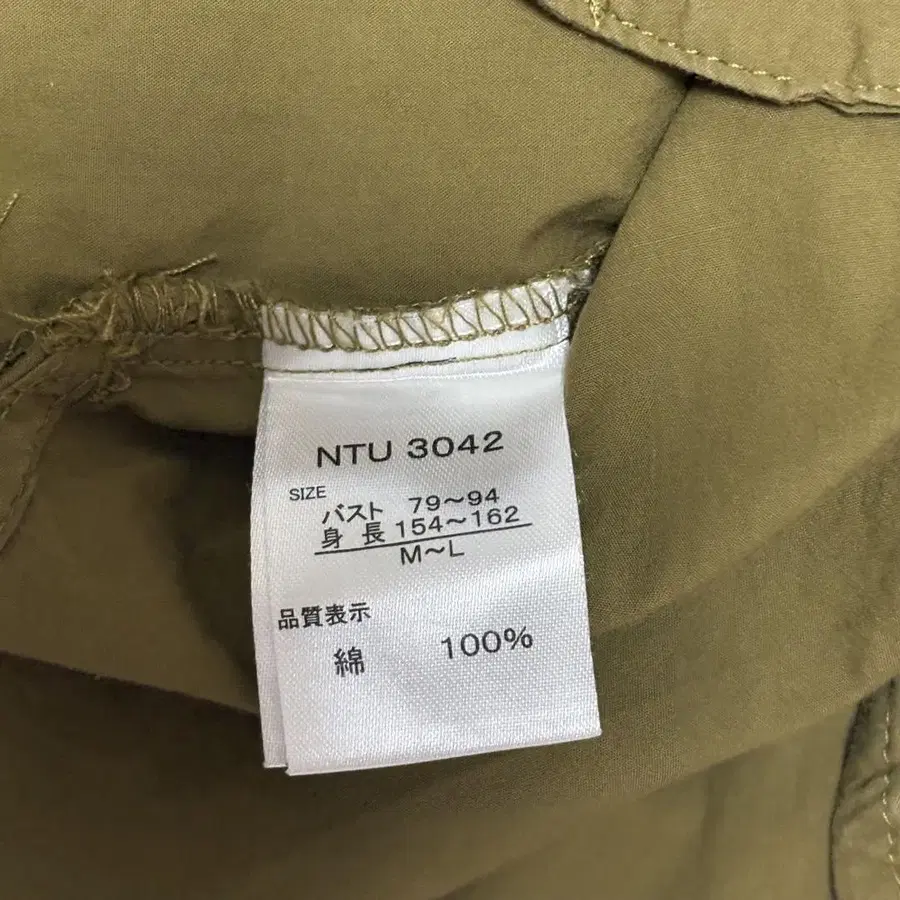 NTU 3042
SIZE
バスト 79～94
身長 154～162
M～L
品質表示
綿 100%